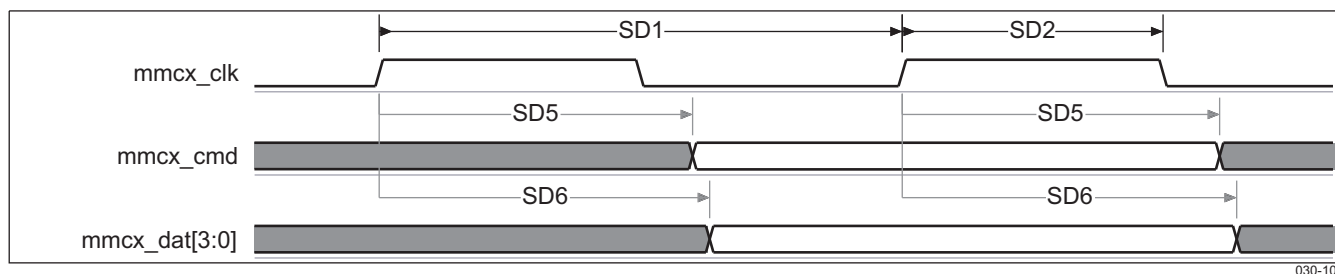 SD1 SD2
mmcx_clk
SD5 SD5
mmcx_cmd
SD6 SD6
mmcx_dat[3:0]